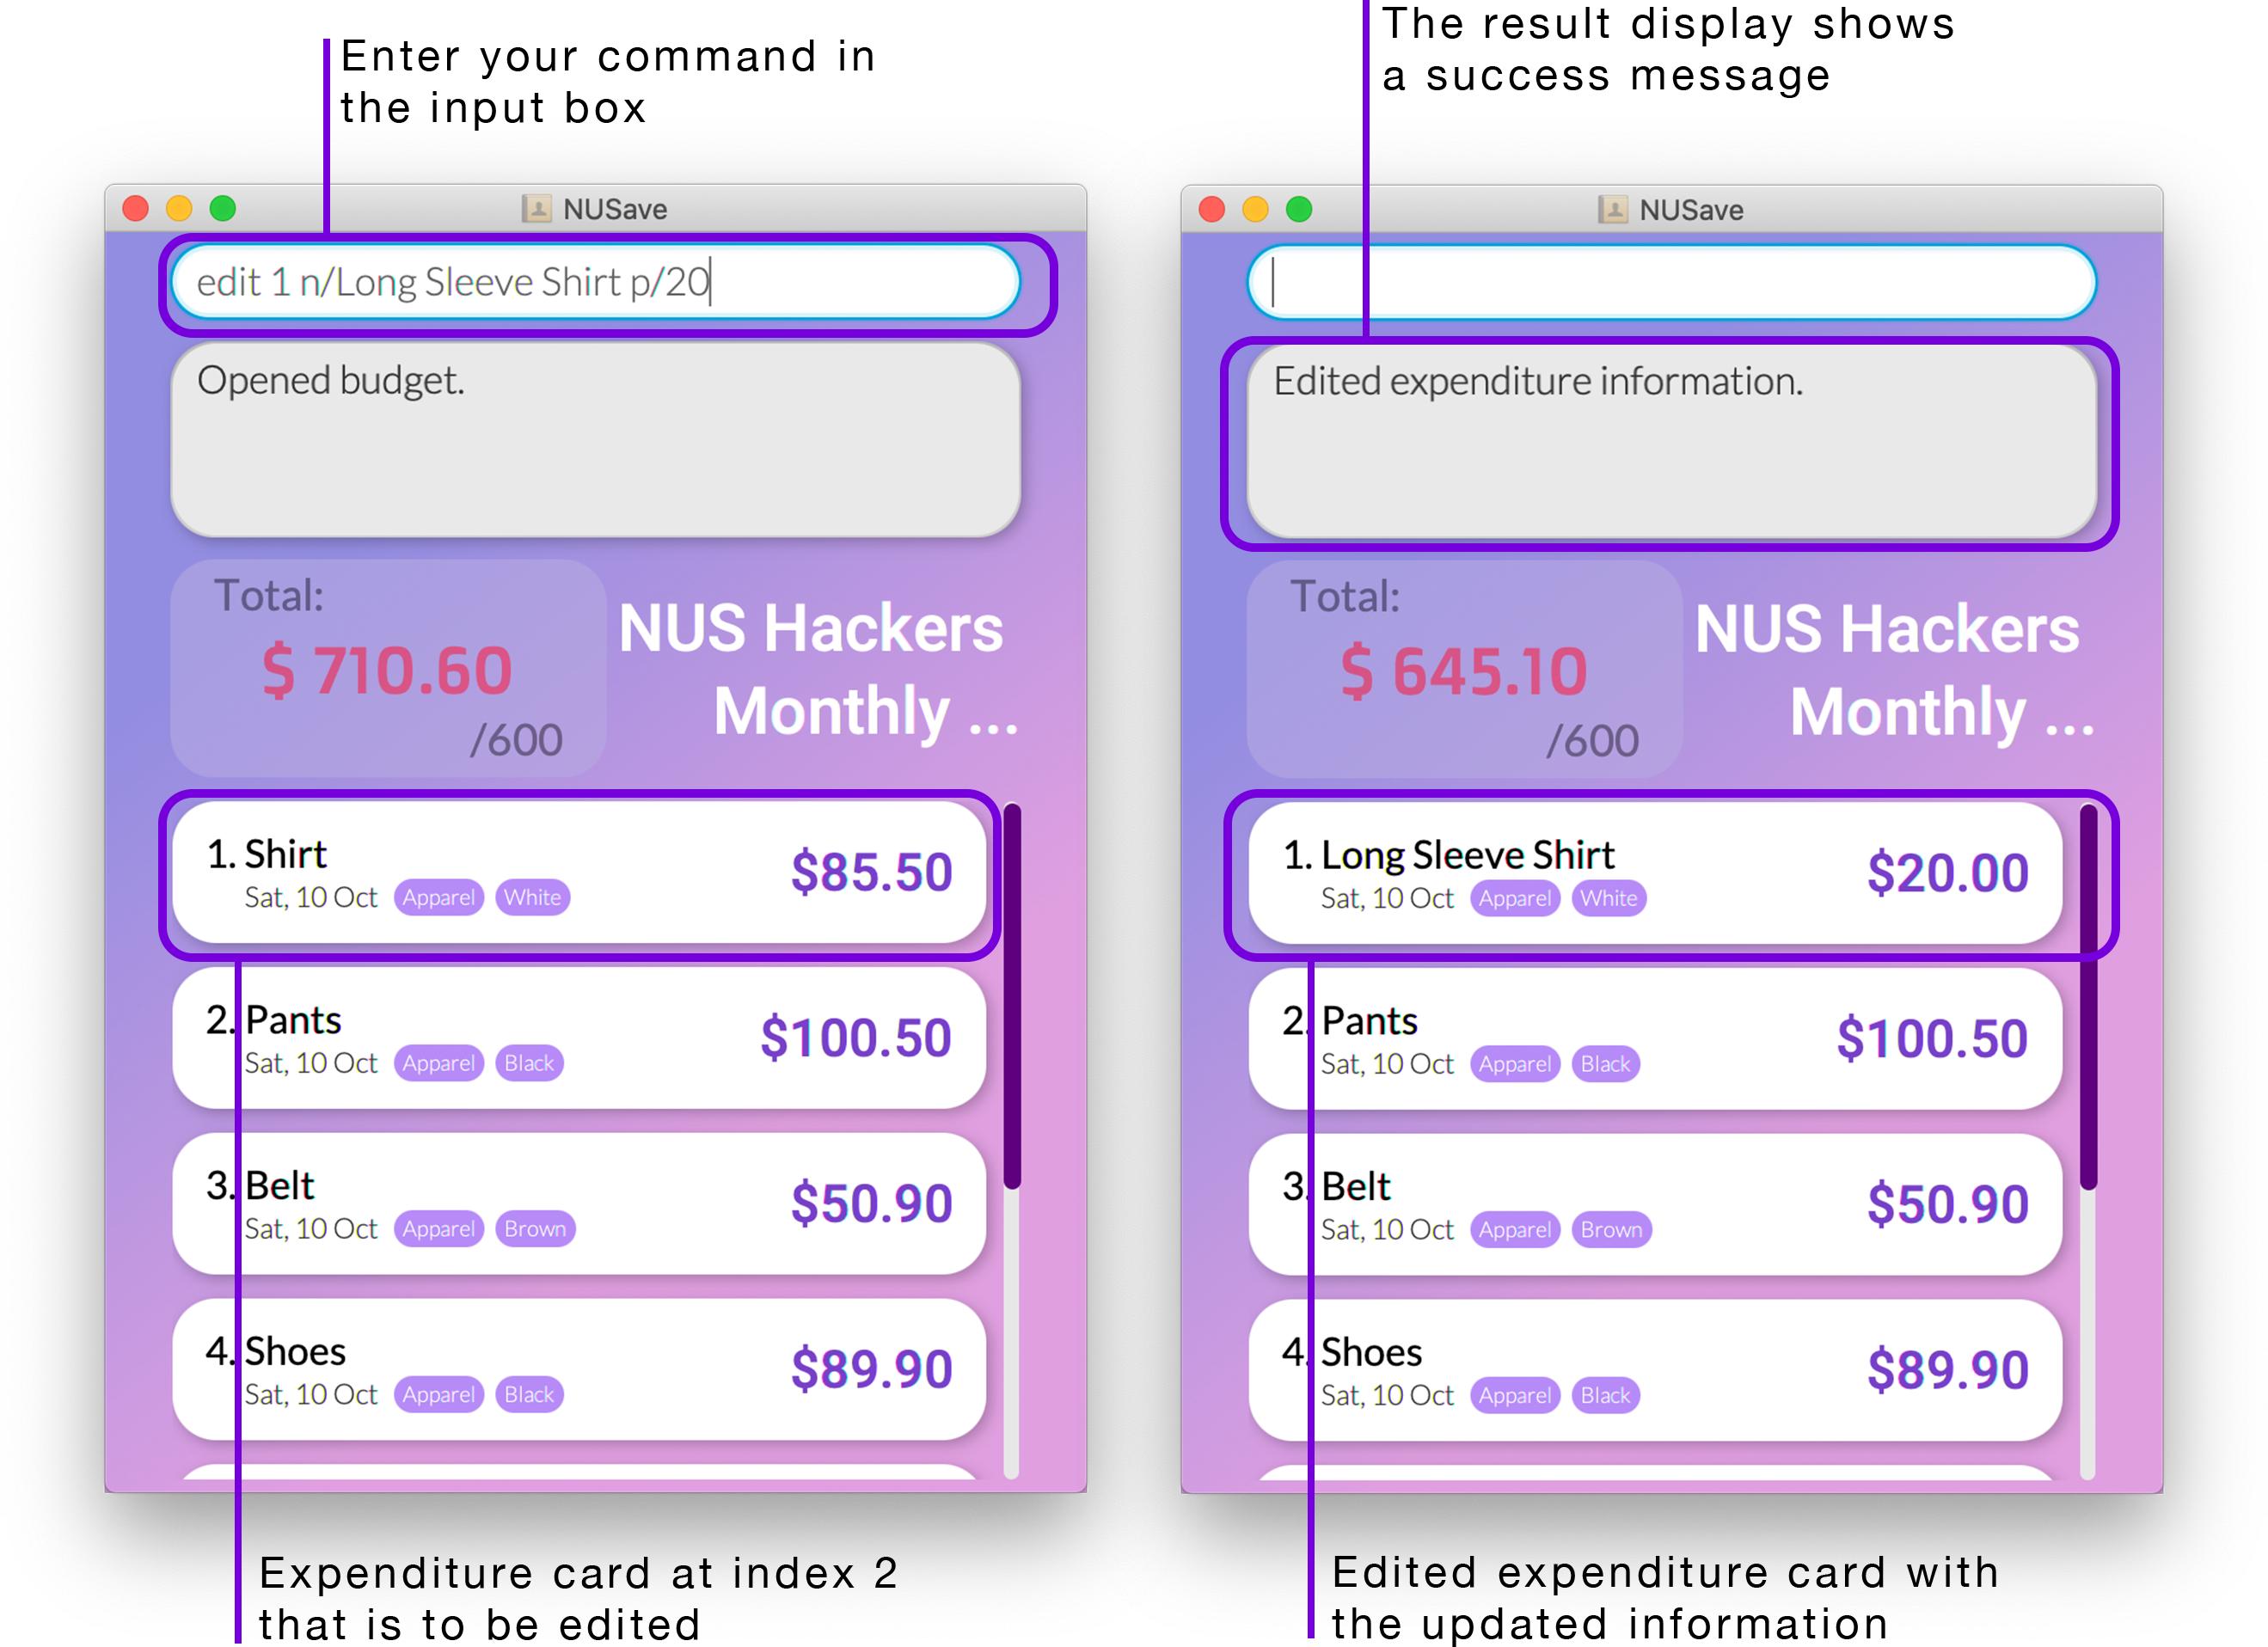 Enter your command in
the input box
The result display shows
a success message
NUSave
edit 1 n/Long Sleeve Shirt p/20
Opened budget.
Total:
$ 710.60
/600
NUS Hackers
Monthly ...
1. Shirt
$85.50
Sat, 10 Oct Apparel White
2. Pants
$100.50
Sat, 10 Oct Apparel Black
3. Belt
$50.90
Sat, 10 Oct Apparel Brown
4. Shoes
$89.90
Sat, 10 Oct Apparel Black
Expenditure card at index 2
that is to be edited
NUSave
Edited expenditure information.
Total:
$ 645.10
/600
NUS Hackers
Monthly ...
1. Long Sleeve Shirt
$20.00
Sat, 10 Oct Apparel White
2. Pants
$100.50
Sat, 10 Oct Apparel Black
3. Belt
$50.90
Sat, 10 Oct Apparel Brown
4. Shoes
$89.90
Sat, 10 Oct Apparel Black
Edited expenditure card with
the updated information